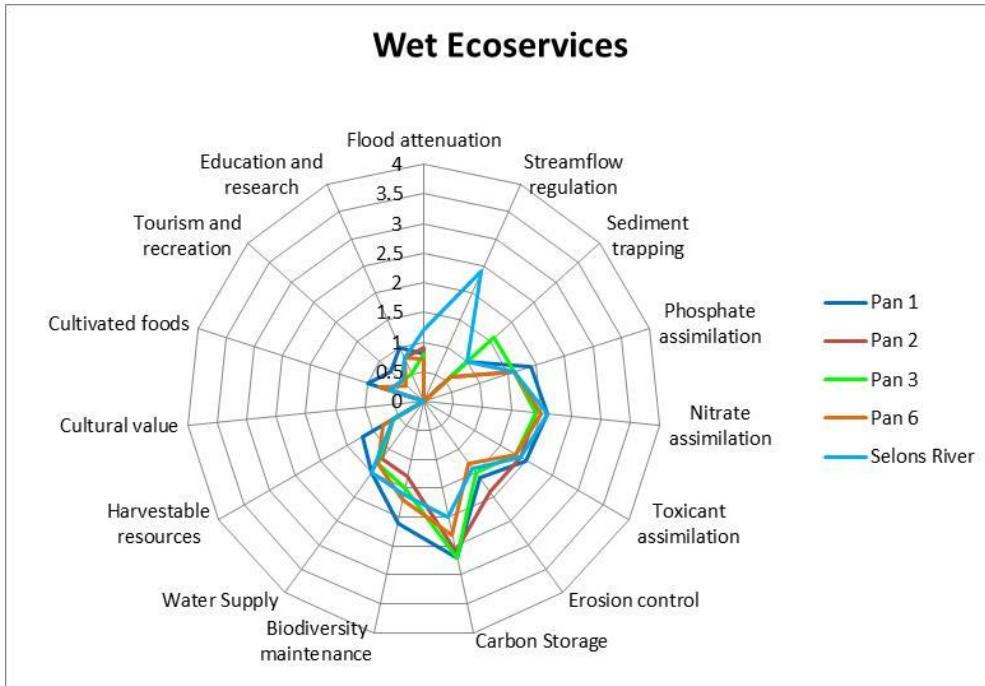 Wet Ecoservices
Flood attenuation
Streamflow
regulation
Sediment
trapping
Phosphate
assimilation
Nitrate
assimilation
Toxicant
assimilation
Erosion control
Carbon Storage
Biodiversity
maintenance
Water Supply
Harvestable
resources
Cultural value
Cultivated foods
Tourism and
recreation
Education and
research
4
3.5
3
2.5
2
1.5
1
0.5
0
Pan 1
Pan 2
Pan 3
Pan 6
Selons River